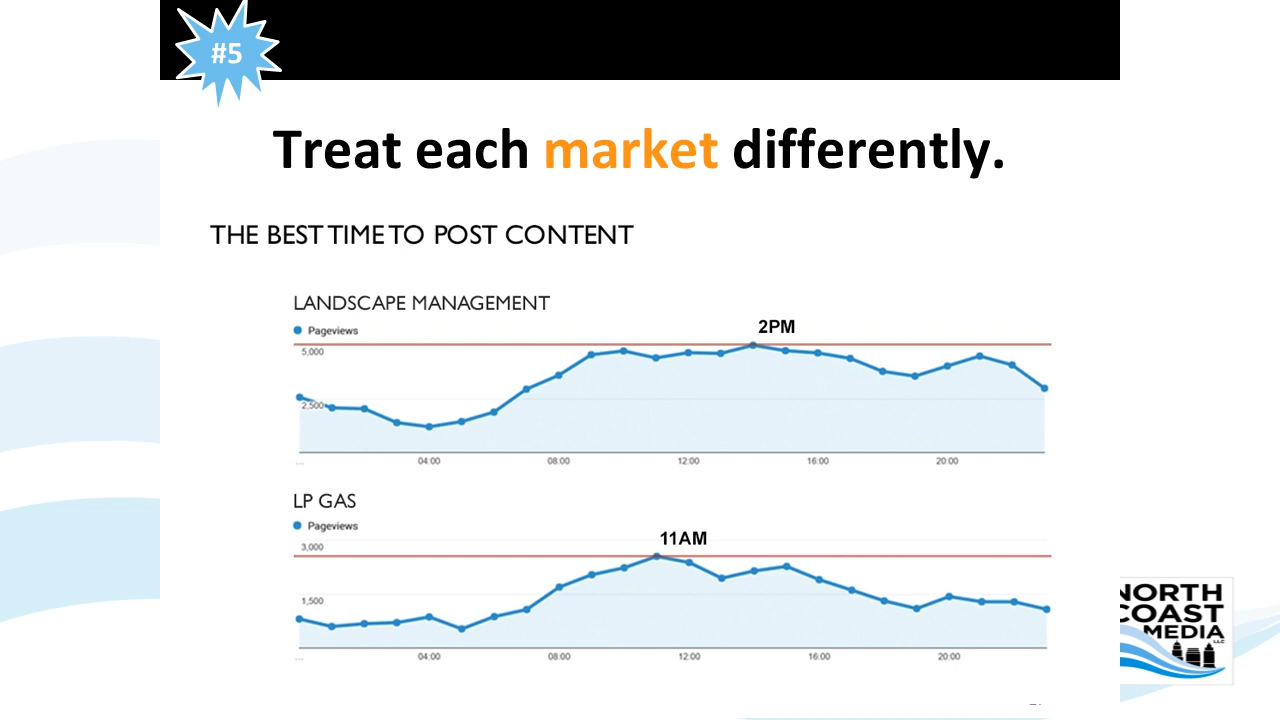 #5
Treat each market differently.
THE BEST TIME TO POST CONTENT
LANDSCAPE MANAGEMENT
Pageviews
2PM
5,000
2,500
... 04:00 08:00 12:00 16:00 20:00
LP GAS
Pageviews
11AM
3,000
1,500
... 04:00 08:00 12:00 16:00 20:00
NORTH
COAST
MEDIA
LLC